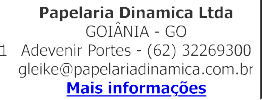 Papelaria Dinamica Ltda
GOIÂNIA - GO
1 Adevenir Portes - (62) 32269300
gleike@papelariadinamica.com.br
Mais informações